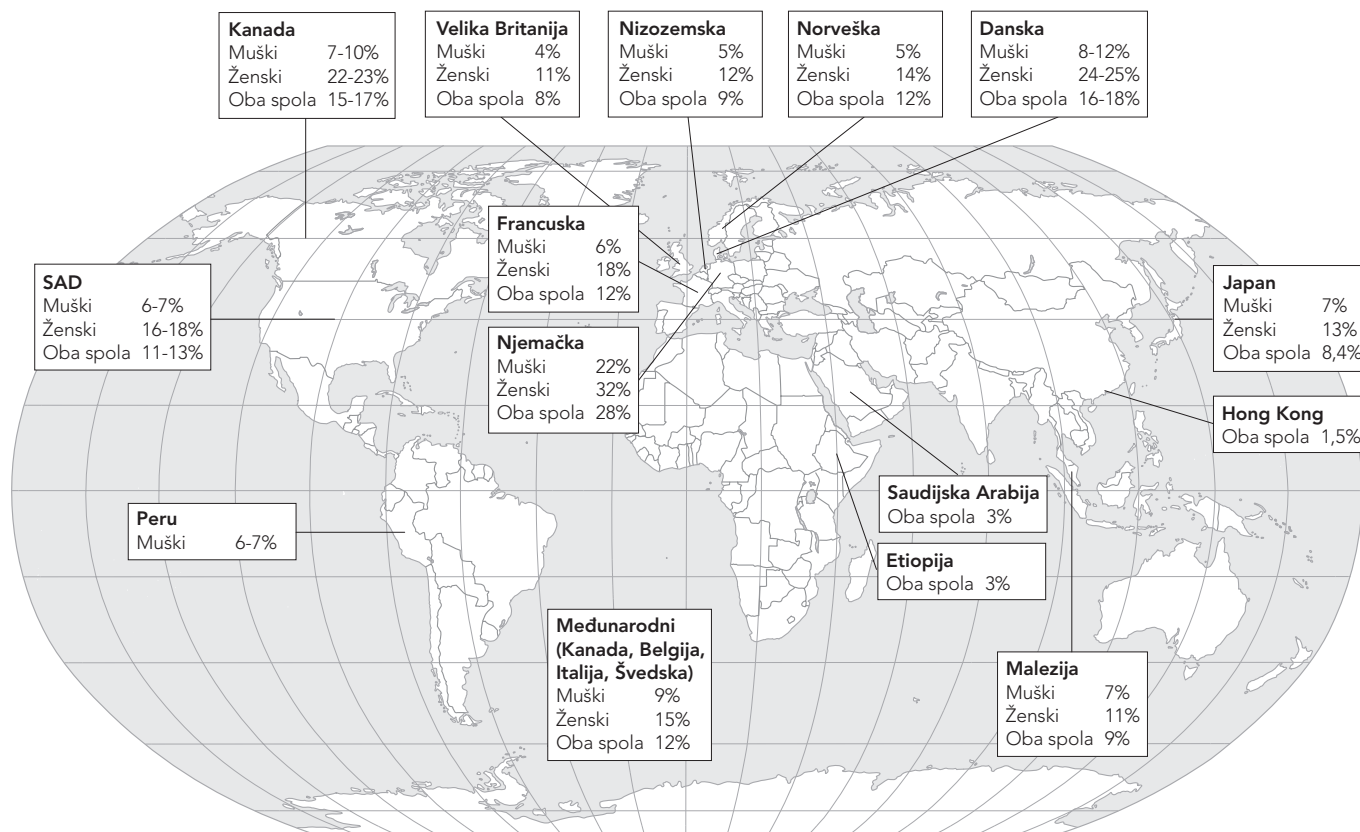 Kanada
Muški 7-10%
Ženski 22-23%
Oba spola 15-17%
Velika Britanija
Muški 4%
Ženski 11%
Oba spola 8%
Nizozemska
Muški 5%
Ženski 12%
Oba spola 9%
Norveška
Muški 5%
Ženski 14%
Oba spola 12%
Danska
Muški 8-12%
Ženski 24-25%
Oba spola 16-18%
Francuska
Muški 6%
Ženski 18%
Oba spola 12%
SAD
Muški 6-7%
Ženski 16-18%
Oba spola 11-13%
Njemačka
Muški 22%
Ženski 32%
Oba spola 28%
Japan
Muški 7%
Ženski 13%
Oba spola 8,4%
Hong Kong
Oba spola 1,5%
Saudijska Arabija
Oba spola 3%
Peru
Muški 6-7%
Etiopija
Oba spola 3%
Međunarodni
(Kanada, Belgija,
Italija, Švedska)
Muški 9%
Ženski 15%
Oba spola 12%
Malezija
Muški 7%
Ženski 11%
Oba spola 9%